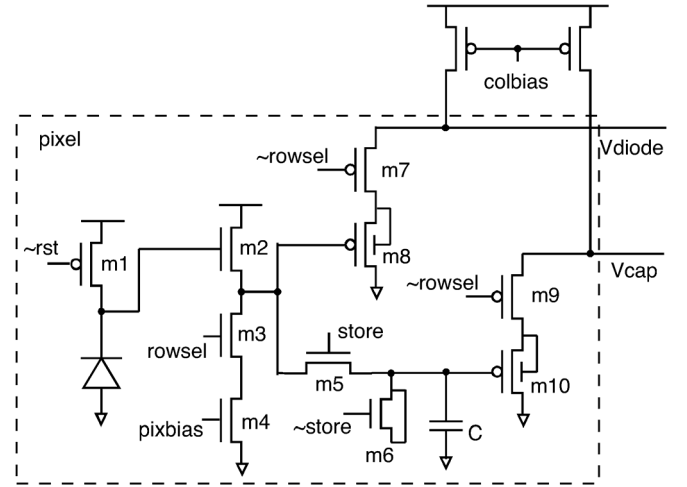 colbias
pixel
Vdiode
~rowsel
m7
~rst
m1
m2
m8
Vcap
~rowsel
m9
store
rowsel
m3
m5
m10
pixbias
m4
~store
C
m6